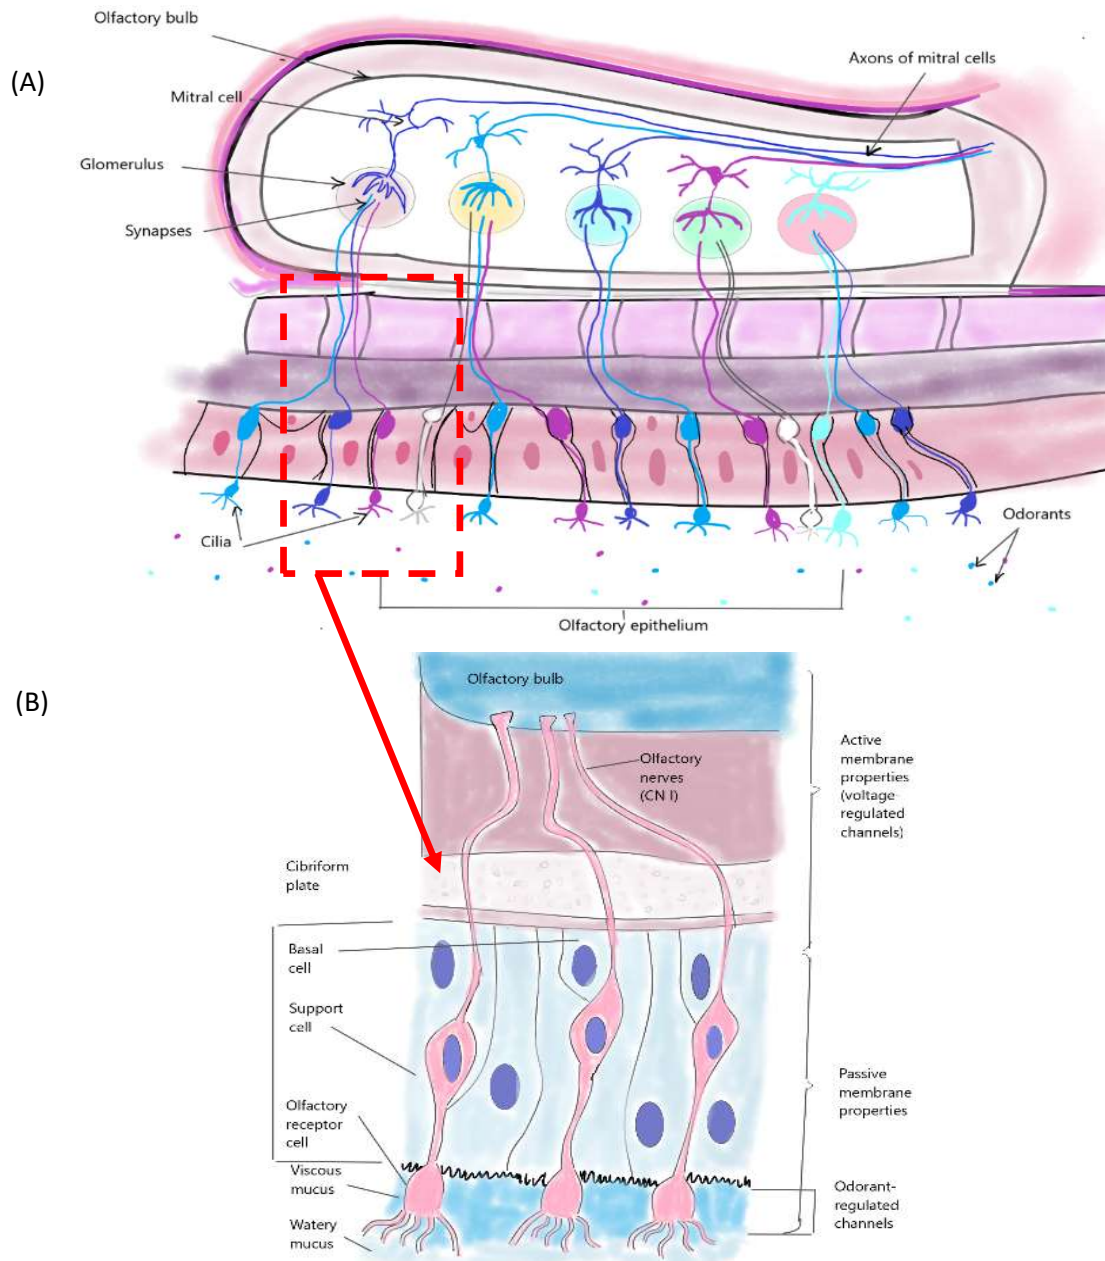 (A)
Olfactory bulb
Mitral cell
Glomerulus
Synapses
Axons of mitral cells
Cilia
Odorants
Olfactory epithelium
(B)
Olfactory bulb
Olfactory
nerves
(CN I)
Active
membrane
properties
(voltage-
regulated
channels)
Cibriform
plate
Basal
cell
Support
cell
Olfactory
receptor
cell
Viscous
mucus
Watery
mucus
Passive
membrane
properties
Odorant-
regulated
channels